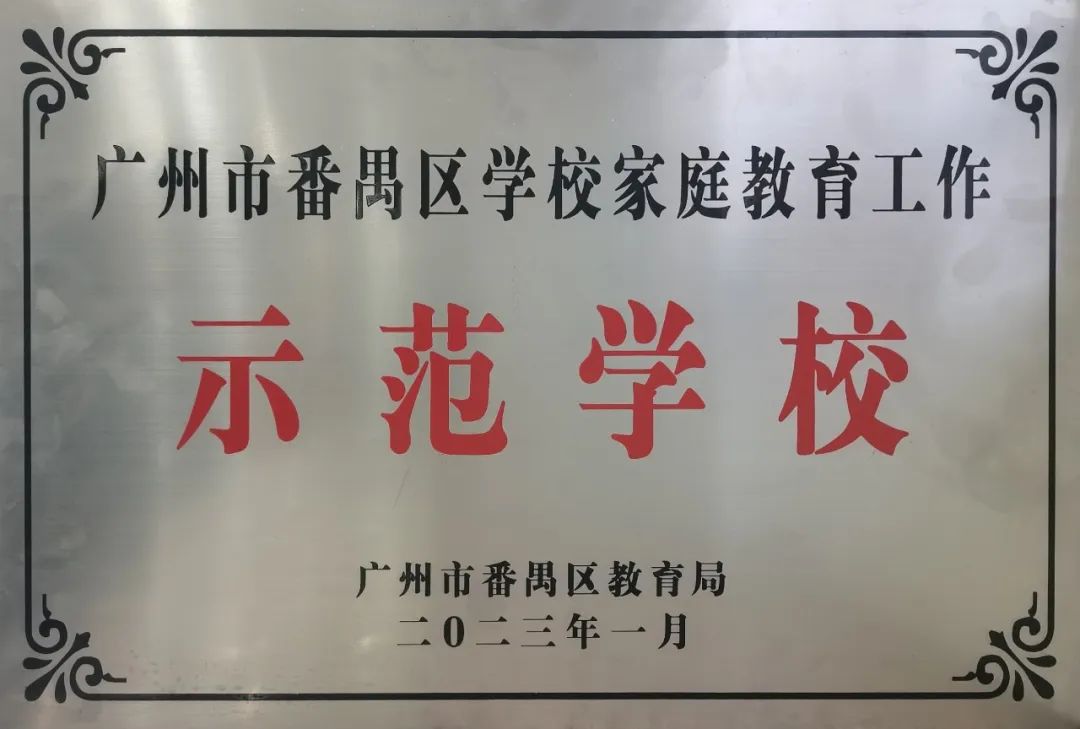 广州市番禺区学校家庭教育工作
示范学校
广州市番禺区教育局
二0二三年一月